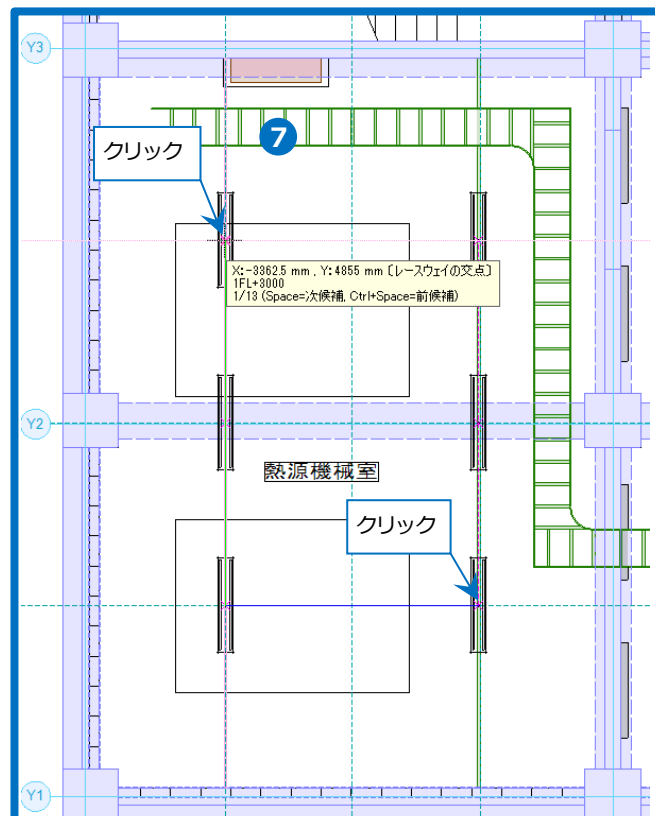 Y3
7
クリック
X:-3362.5 mm , Y:4855 mm [レースウェイの交点]
1FL+3000
1/13 (Space=次候補, Ctrl+Space=前候補)
Y2
熱源機械室
クリック
Y1